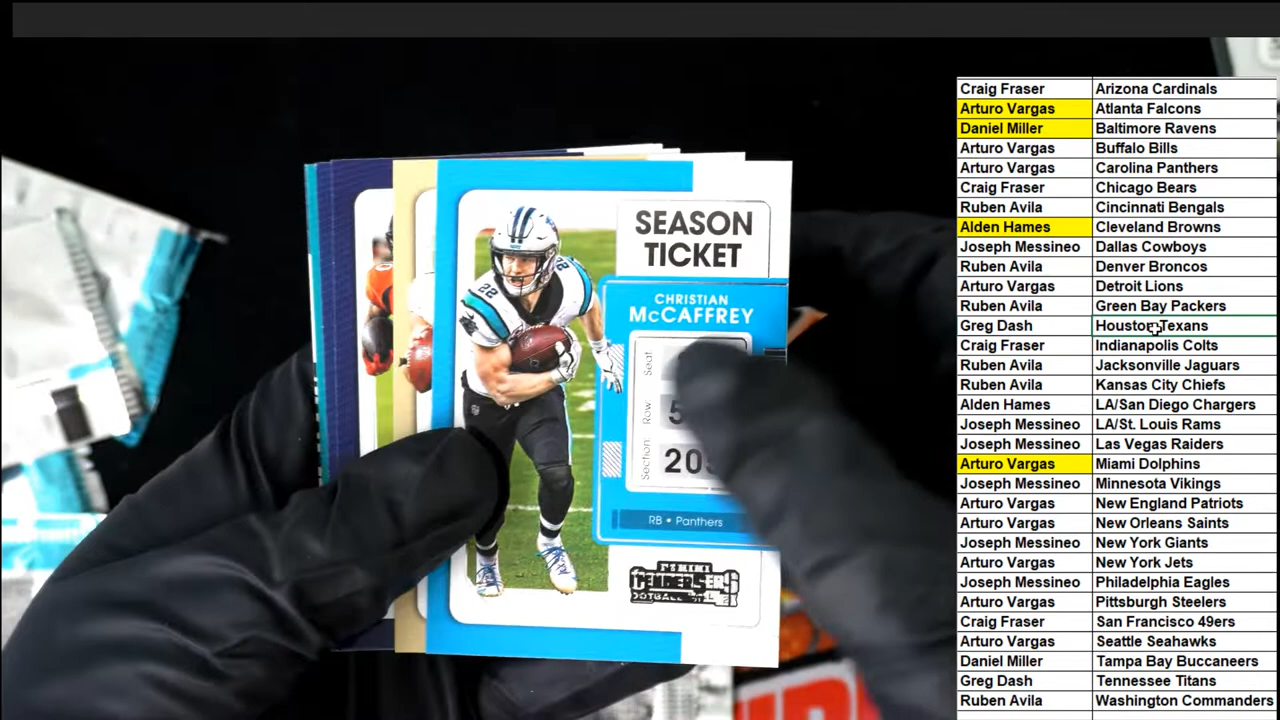 SEASON
TICKET
CHRISTIAN
McCAFFREY
Seat
Row:
5
Section:
20
RB • Panthers
PANINI
CONTENDERS
FOOTBALL
22
Craig Fraser Arizona Cardinals
Arturo Vargas Atlanta Falcons
Daniel Miller Baltimore Ravens
Arturo Vargas Buffalo Bills
Arturo Vargas Carolina Panthers
Craig Fraser Chicago Bears
Ruben Avila Cincinnati Bengals
Alden Hames Cleveland Browns
Joseph Messineo Dallas Cowboys
Ruben Avila Denver Broncos
Arturo Vargas Detroit Lions
Ruben Avila Green Bay Packers
Greg Dash Houston Texans
Craig Fraser Indianapolis Colts
Ruben Avila Jacksonville Jaguars
Ruben Avila Kansas City Chiefs
Alden Hames LA/San Diego Chargers
Joseph Messineo LA/St. Louis Rams
Joseph Messineo Las Vegas Raiders
Arturo Vargas Miami Dolphins
Joseph Messineo Minnesota Vikings
Arturo Vargas New England Patriots
Arturo Vargas New Orleans Saints
Joseph Messineo New York Giants
Arturo Vargas New York Jets
Joseph Messineo Philadelphia Eagles
Arturo Vargas Pittsburgh Steelers
Craig Fraser San Francisco 49ers
Arturo Vargas Seattle Seahawks
Daniel Miller Tampa Bay Buccaneers
Greg Dash Tennessee Titans
Ruben Avila Washington Commanders